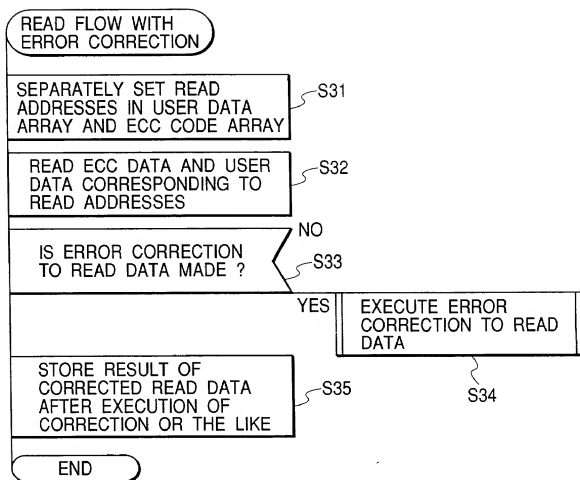 READ FLOW WITH
ERROR CORRECTION
SEPARATELY SET READ
ADDRESSES IN USER DATA
ARRAY AND ECC CODE ARRAY
S31
READ ECC DATA AND USER
DATA CORRESPONDING TO
READ ADDRESSES
S32
NO
IS ERROR CORRECTION
TO READ DATA MADE ?
S33
YES
EXECUTE ERROR
CORRECTION TO READ
DATA
S34
STORE RESULT OF
CORRECTED READ DATA
AFTER EXECUTION OF
CORRECTION OR THE LIKE
S35
END